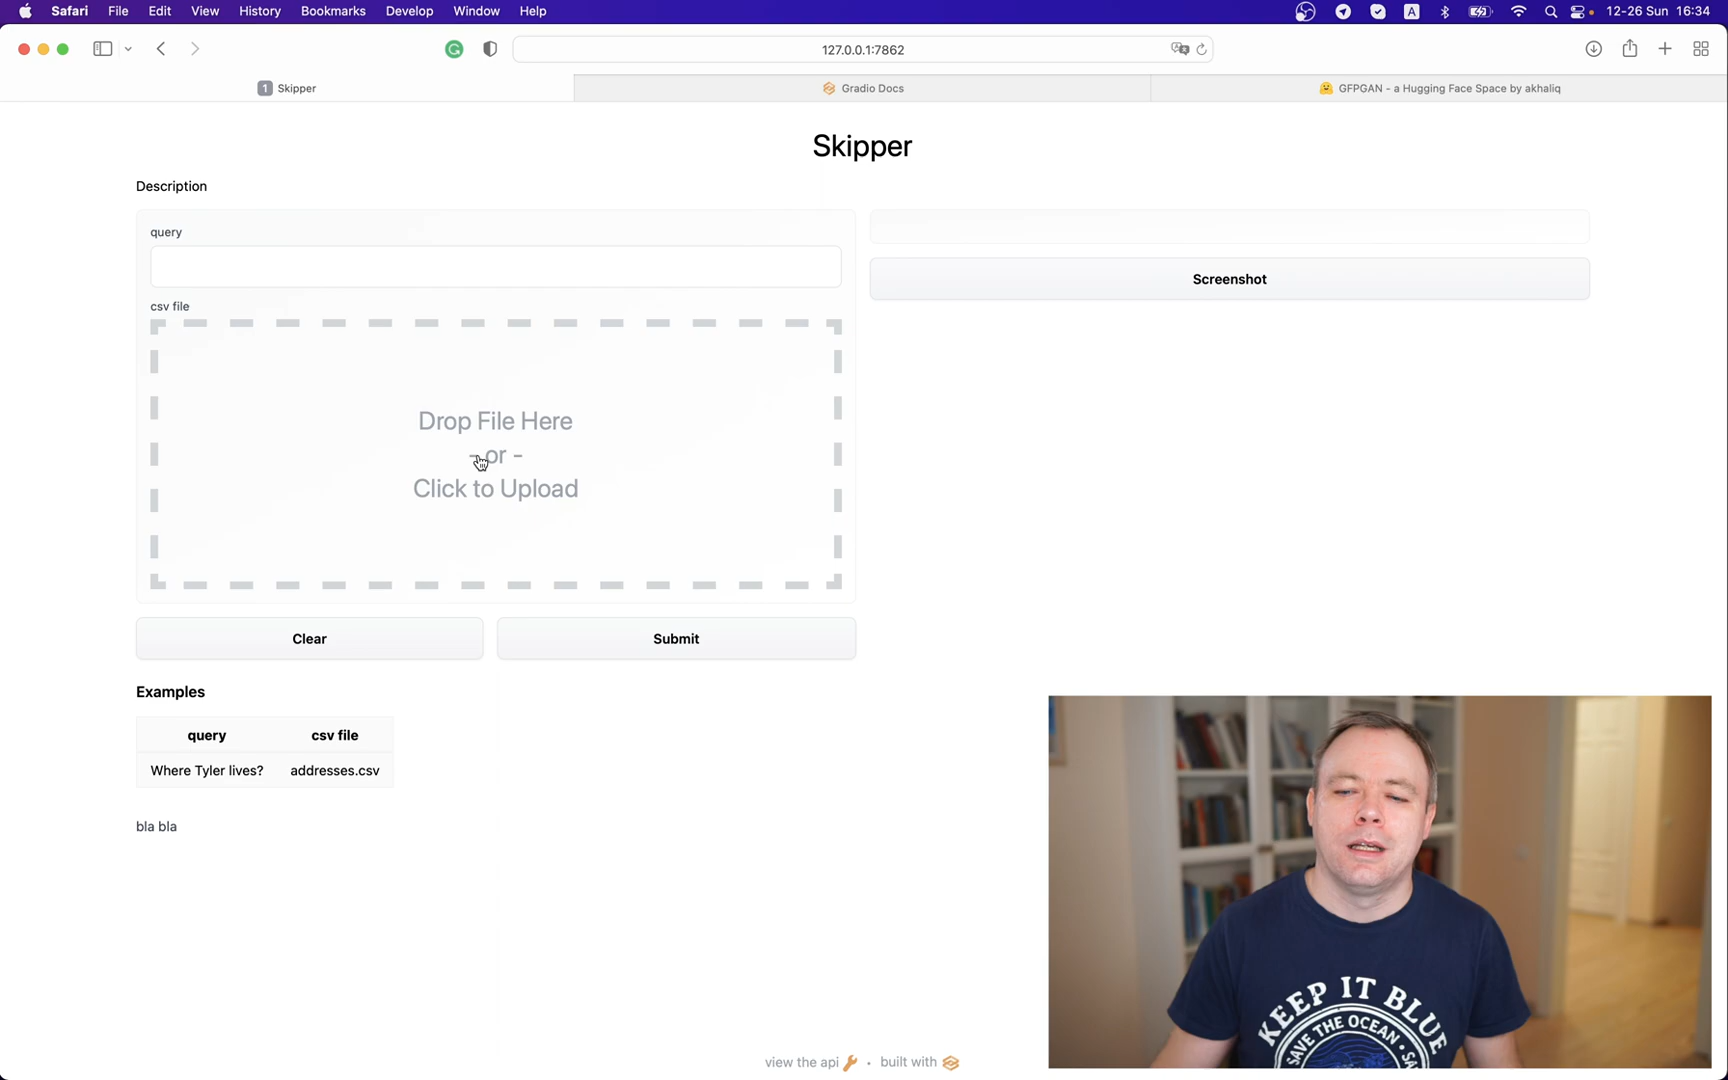 Safari File Edit View History Bookmarks Develop Window Help A 12-26 Sun 16:34
127.0.0.1:7862
1 Skipper
Gradio Docs
GFPGAN - a Hugging Face Space by akhaliq
Skipper
Description
query
csv file
Drop File Here
- or -
Click to Upload
Clear
Submit
Screenshot
Examples
query csv file
Where Tyler lives? addresses.csv
bla bla
view the api • built with
KEEP IT BLUE
SAVE THE OCEAN